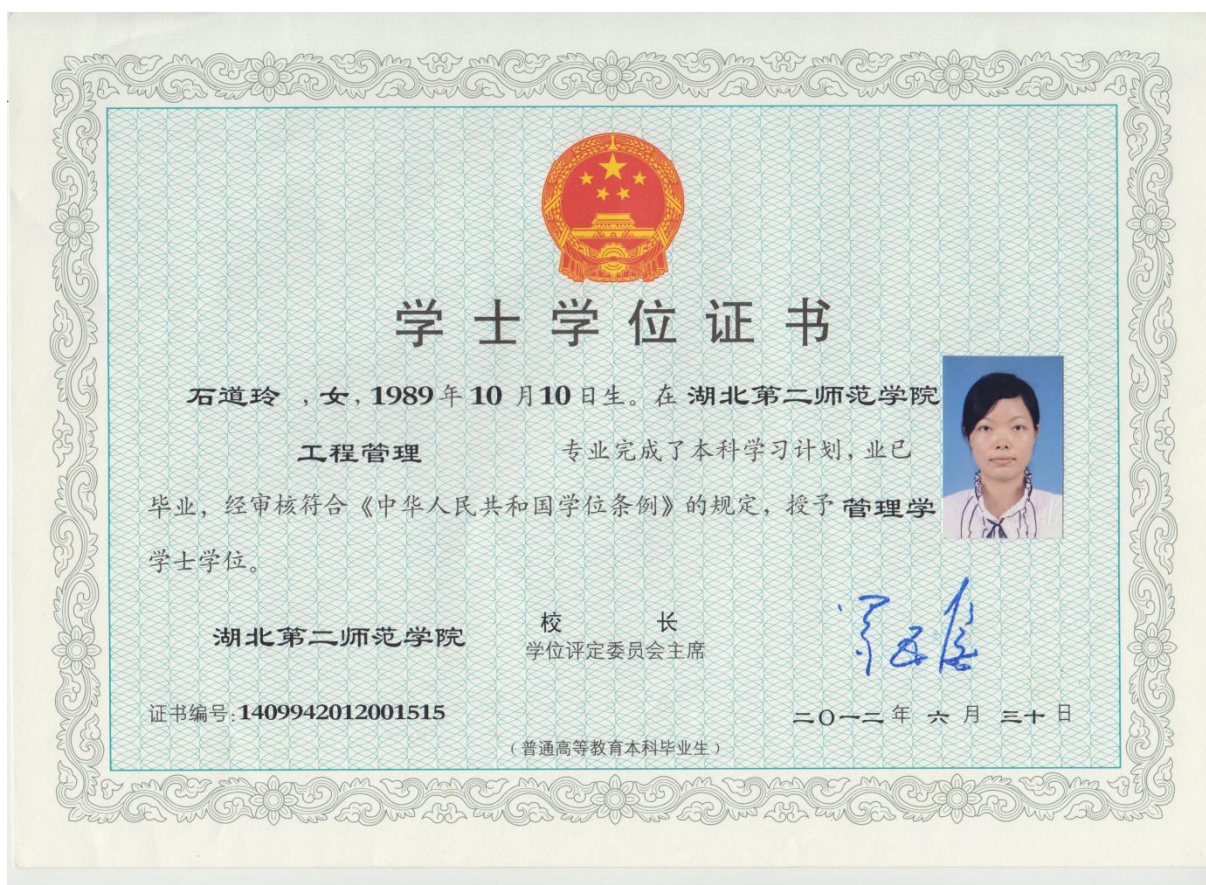 学士学位证书
石道玲 ，女，1989年 10 月10日生。在 湖北第二师范学院
工程管理 专业完成了本科学习计划，业已
毕业，经审核符合《中华人民共和国学位条例》的规定，授予 管理学
学士学位。
湖北第二师范学院
校 长
学位评定委员会主席
证书编号:1409942012001515
二〇一二年 六 月 三十 日
（普通高等教育本科毕业生）